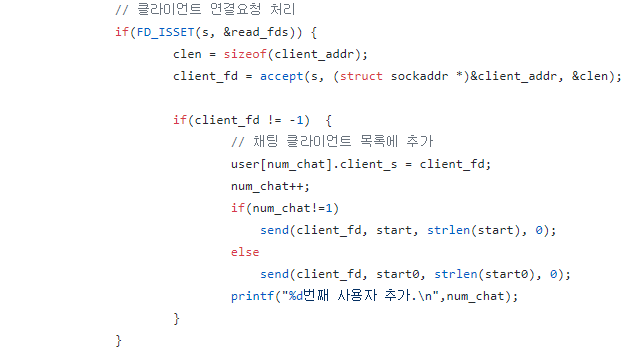 // 클라이언트 연결요청 처리
if(FD_ISSET(s, &read_fds)) {
clen = sizeof(client_addr);
client_fd = accept(s, (struct sockaddr *)&client_addr, &clen);
if(client_fd != -1)  {
// 채팅 클라이언트 목록에 추가
user[num_chat].client_s = client_fd;
num_chat++;
if(num_chat!=1)
send(client_fd, start, strlen(start), 0);
else
send(client_fd, start0, strlen(start0), 0);
printf("%d번째 사용자 추가.\n",num_chat);
}
}